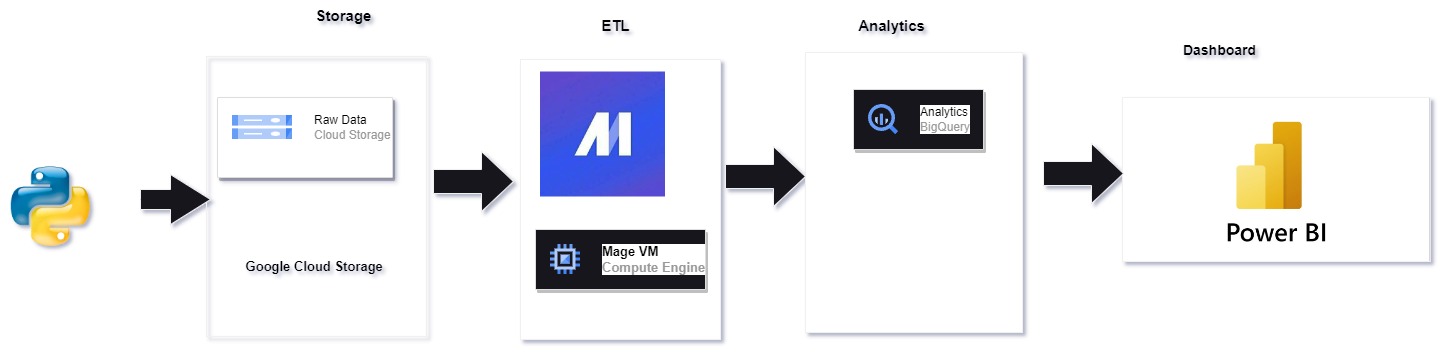 Storage
Raw Data
Cloud Storage
Google Cloud Storage
ETL
Mage VM
Compute Engine
Analytics
Analytics
BigQuery
Dashboard
Power BI